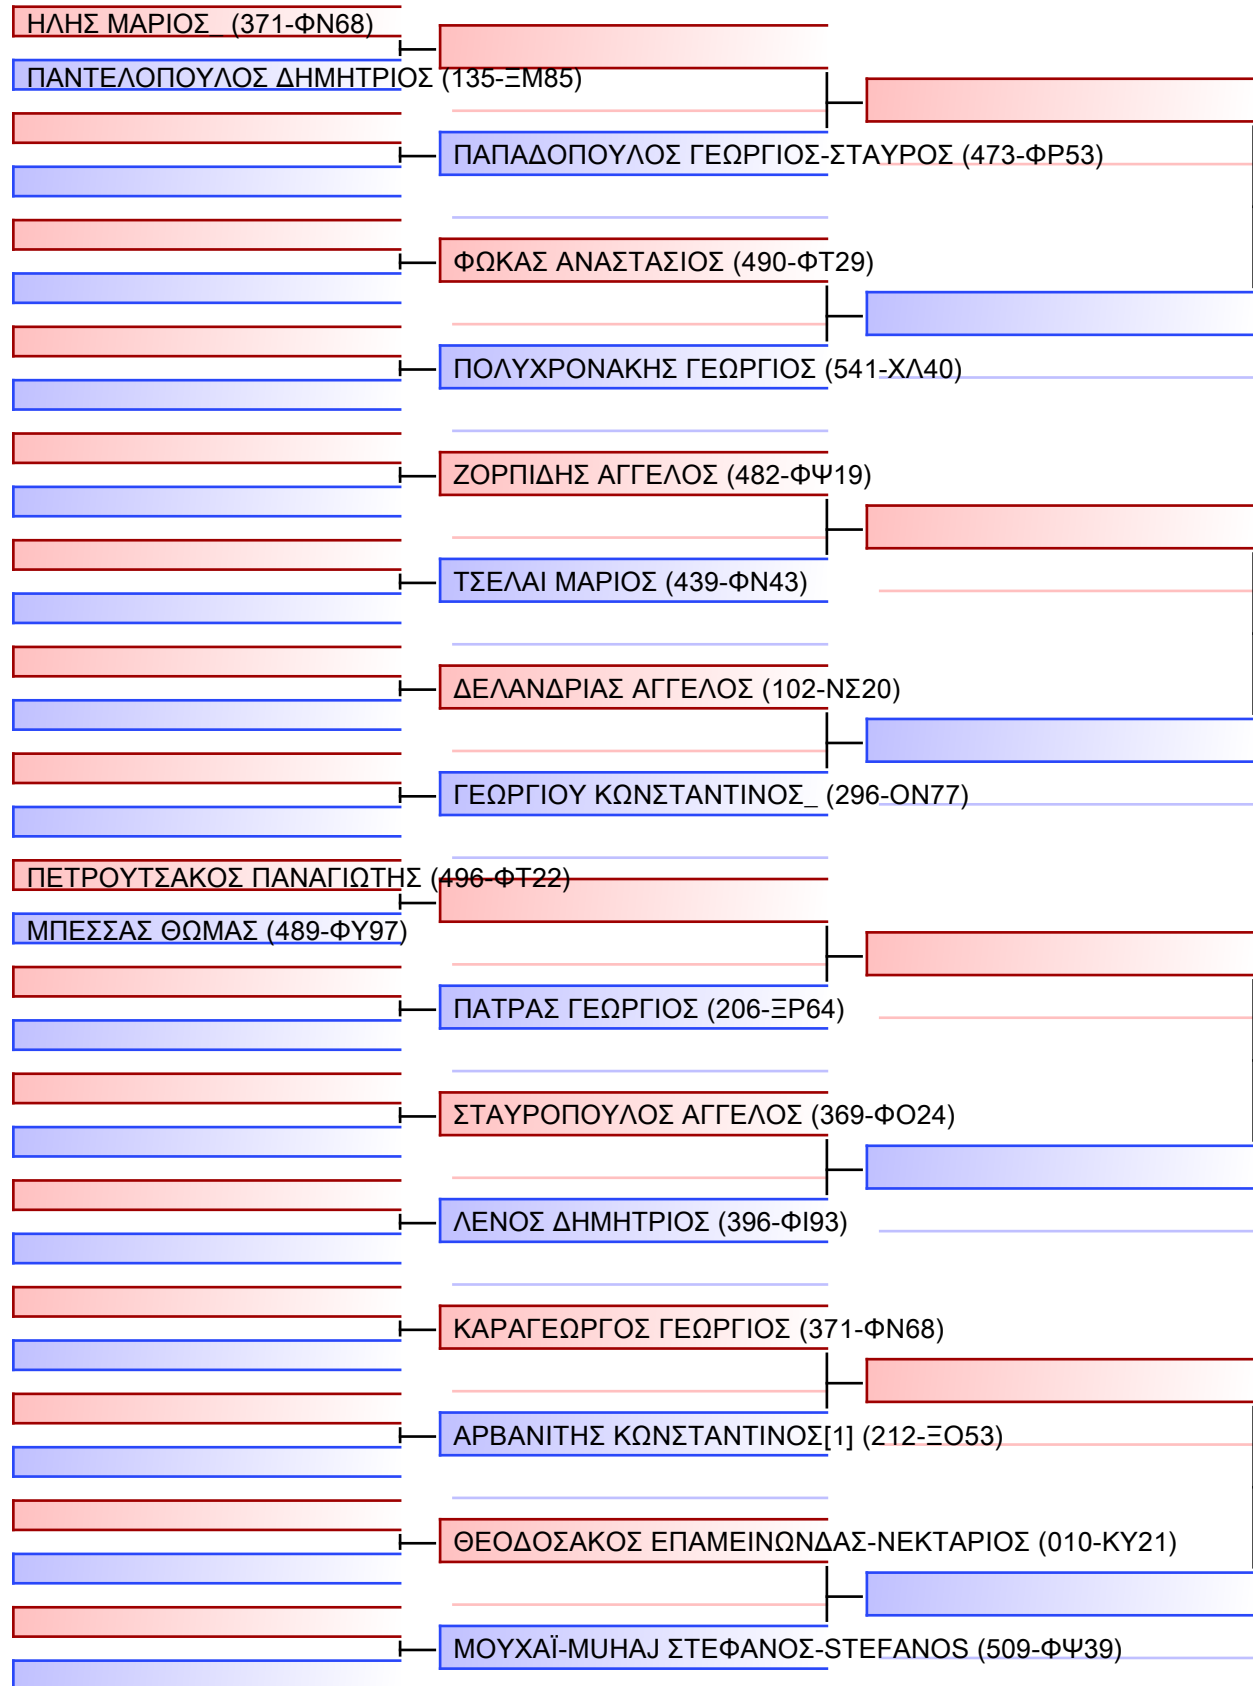 ΗΛΗΣ ΜΑΡΙΟΣ_ (371-ΦΝ68)
ΠΑΝΤΕΛΟΠΟΥΛΟΣ ΔΗΜΗΤΡΙΟΣ (135-ΞΜ85)
ΠΑΠΑΔΟΠΟΥΛΟΣ ΓΕΩΡΓΙΟΣ-ΣΤΑΥΡΟΣ (473-ΦΡ53)
ΦΩΚΑΣ ΑΝΑΣΤΑΣΙΟΣ (490-ΦΤ29)
ΠΟΛΥΧΡΟΝΑΚΗΣ ΓΕΩΡΓΙΟΣ (541-ΧΛ40)
ΖΟΡΠΙΔΗΣ ΑΓΓΕΛΟΣ (482-ΦΨ19)
ΤΣΕΛΑΙ ΜΑΡΙΟΣ (439-ΦΝ43)
ΔΕΛΑΝΔΡΙΑΣ ΑΓΓΕΛΟΣ (102-ΝΣ20)
ΓΕΩΡΓΙΟΥ ΚΩΝΣΤΑΝΤΙΝΟΣ_ (296-ΟΝ77)
ΠΕΤΡΟΥΤΣΑΚΟΣ ΠΑΝΑΓΙΩΤΗΣ (496-ΦΤ22)
ΜΠΕΣΣΑΣ ΘΩΜΑΣ (489-ΦΥ97)
ΠΑΤΡΑΣ ΓΕΩΡΓΙΟΣ (206-ΞΡ64)
ΣΤΑΥΡΟΠΟΥΛΟΣ ΑΓΓΕΛΟΣ (369-ΦΟ24)
ΛΕΝΟΣ ΔΗΜΗΤΡΙΟΣ (396-ΦΙ93)
ΚΑΡΑΓΕΩΡΓΟΣ ΓΕΩΡΓΙΟΣ (371-ΦΝ68)
ΑΡΒΑΝΙΤΗΣ ΚΩΝΣΤΑΝΤΙΝΟΣ[1] (212-ΞΟ53)
ΘΕΟΔΟΣΑΚΟΣ ΕΠΑΜΕΙΝΩΝΔΑΣ-ΝΕΚΤΑΡΙΟΣ (010-ΚΥ21)
ΜΟΥΧΑΪ-MUHAJ ΣΤΕΦΑΝΟΣ-STEFANOS (509-ΦΨ39)